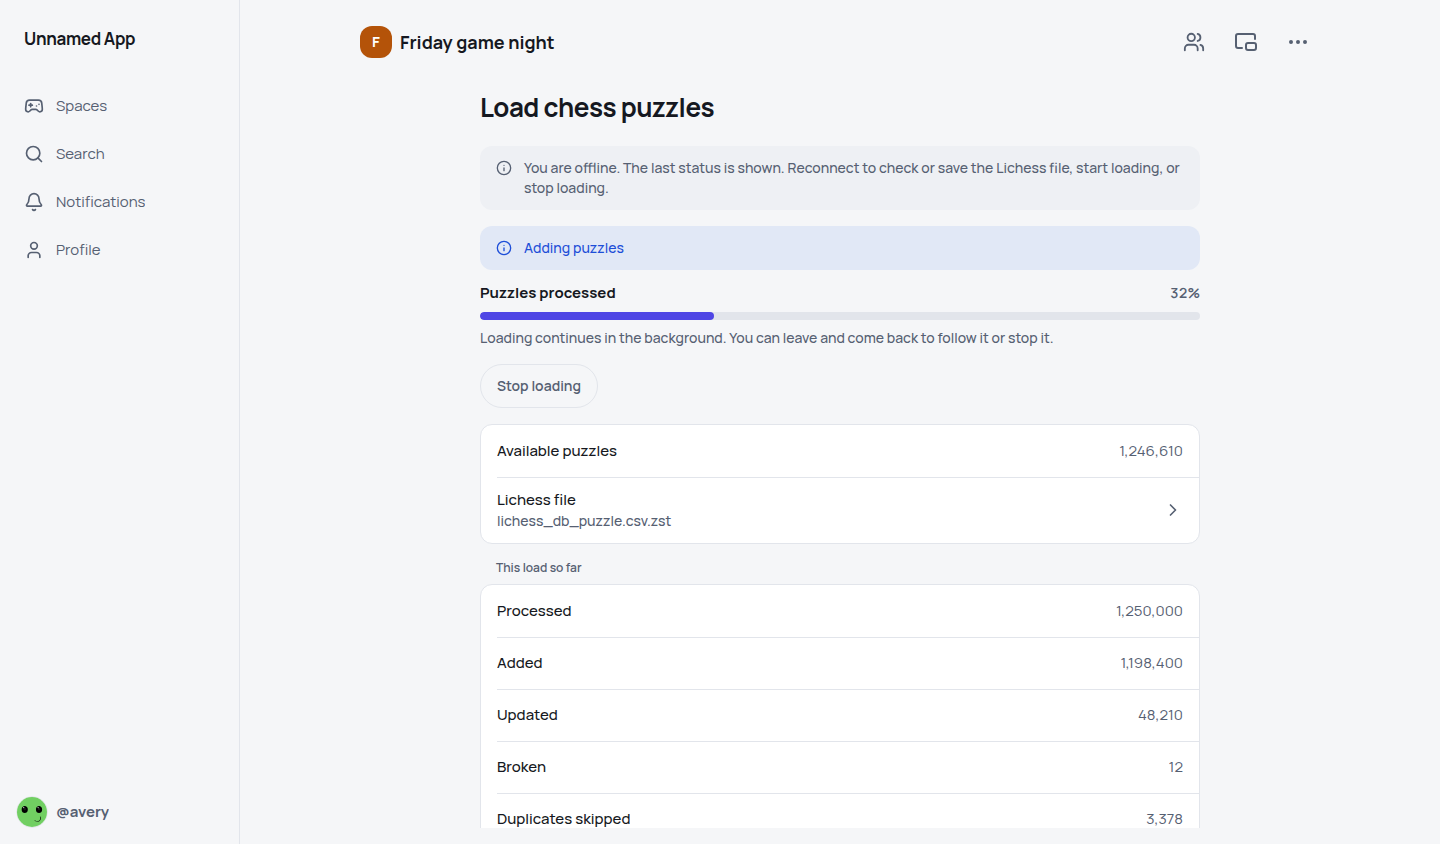 Unnamed App
Spaces
Search
Notifications
Profile
@avery
F Friday game night
Load chess puzzles
You are offline. The last status is shown. Reconnect to check or save the Lichess file, start loading, or
stop loading.
Adding puzzles
Puzzles processed 32%
Loading continues in the background. You can leave and come back to follow it or stop it.
Stop loading
Available puzzles 1,246,610
Lichess file
lichess_db_puzzle.csv.zst
This load so far
Processed 1,250,000
Added 1,198,400
Updated 48,210
Broken 12
Duplicates skipped 3,378